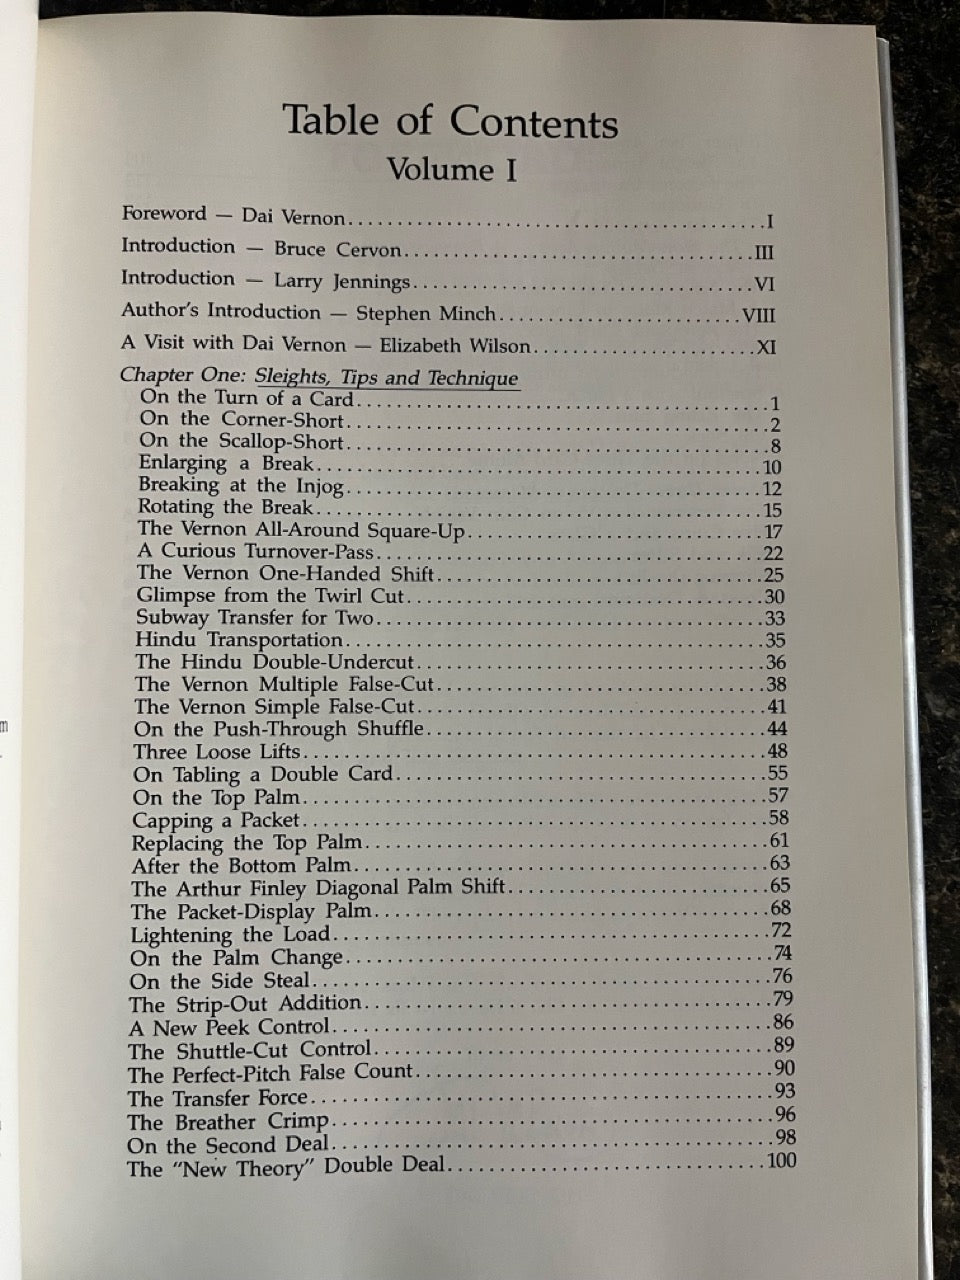 Table of Contents
Volume I
Foreword — Dai Vernon..........................................I
Introduction — Bruce Cervon...................................III
Introduction — Larry Jennings..................................VI
Author's Introduction — Stephen Minch........................VIII
A Visit with Dai Vernon — Elizabeth Wilson......................XI
Chapter One: Sleights, Tips and Technique
On the Turn of a Card..........................................1
On the Corner-Short...........................................2
On the Scallop-Short...........................................8
Enlarging a Break.............................................10
Breaking at the Injog..........................................12
Rotating the Break.............................................15
The Vernon All-Around Square-Up..............................17
A Curious Turnover-Pass.......................................22
The Vernon One-Handed Shift.................................25
Glimpse from the Twirl Cut....................................30
Subway Transfer for Two.......................................33
Hindu Transportation..........................................35
The Hindu Double-Undercut...................................36
The Vernon Multiple False-Cut.................................38
The Vernon Simple False-Cut...................................41
On the Push-Through Shuffle..................................44
Three Loose Lifts..............................................48
On Tabling a Double Card.....................................55
On the Top Palm..............................................57
Capping a Packet..............................................58
Replacing the Top Palm........................................61
After the Bottom Palm.........................................63
The Arthur Finley Diagonal Palm Shift..........................65
The Packet-Display Palm.......................................68
Lightening the Load...........................................72
On the Palm Change..........................................74
On the Side Steal..............................................76
The Strip-Out Addition........................................79
A New Peek Control...........................................86
The Shuttle-Cut Control.......................................89
The Perfect-Pitch False Count..................................90
The Transfer Force.............................................93
The Breather Crimp...........................................96
On the Second Deal...........................................98
The "New Theory" Double Deal...............................100